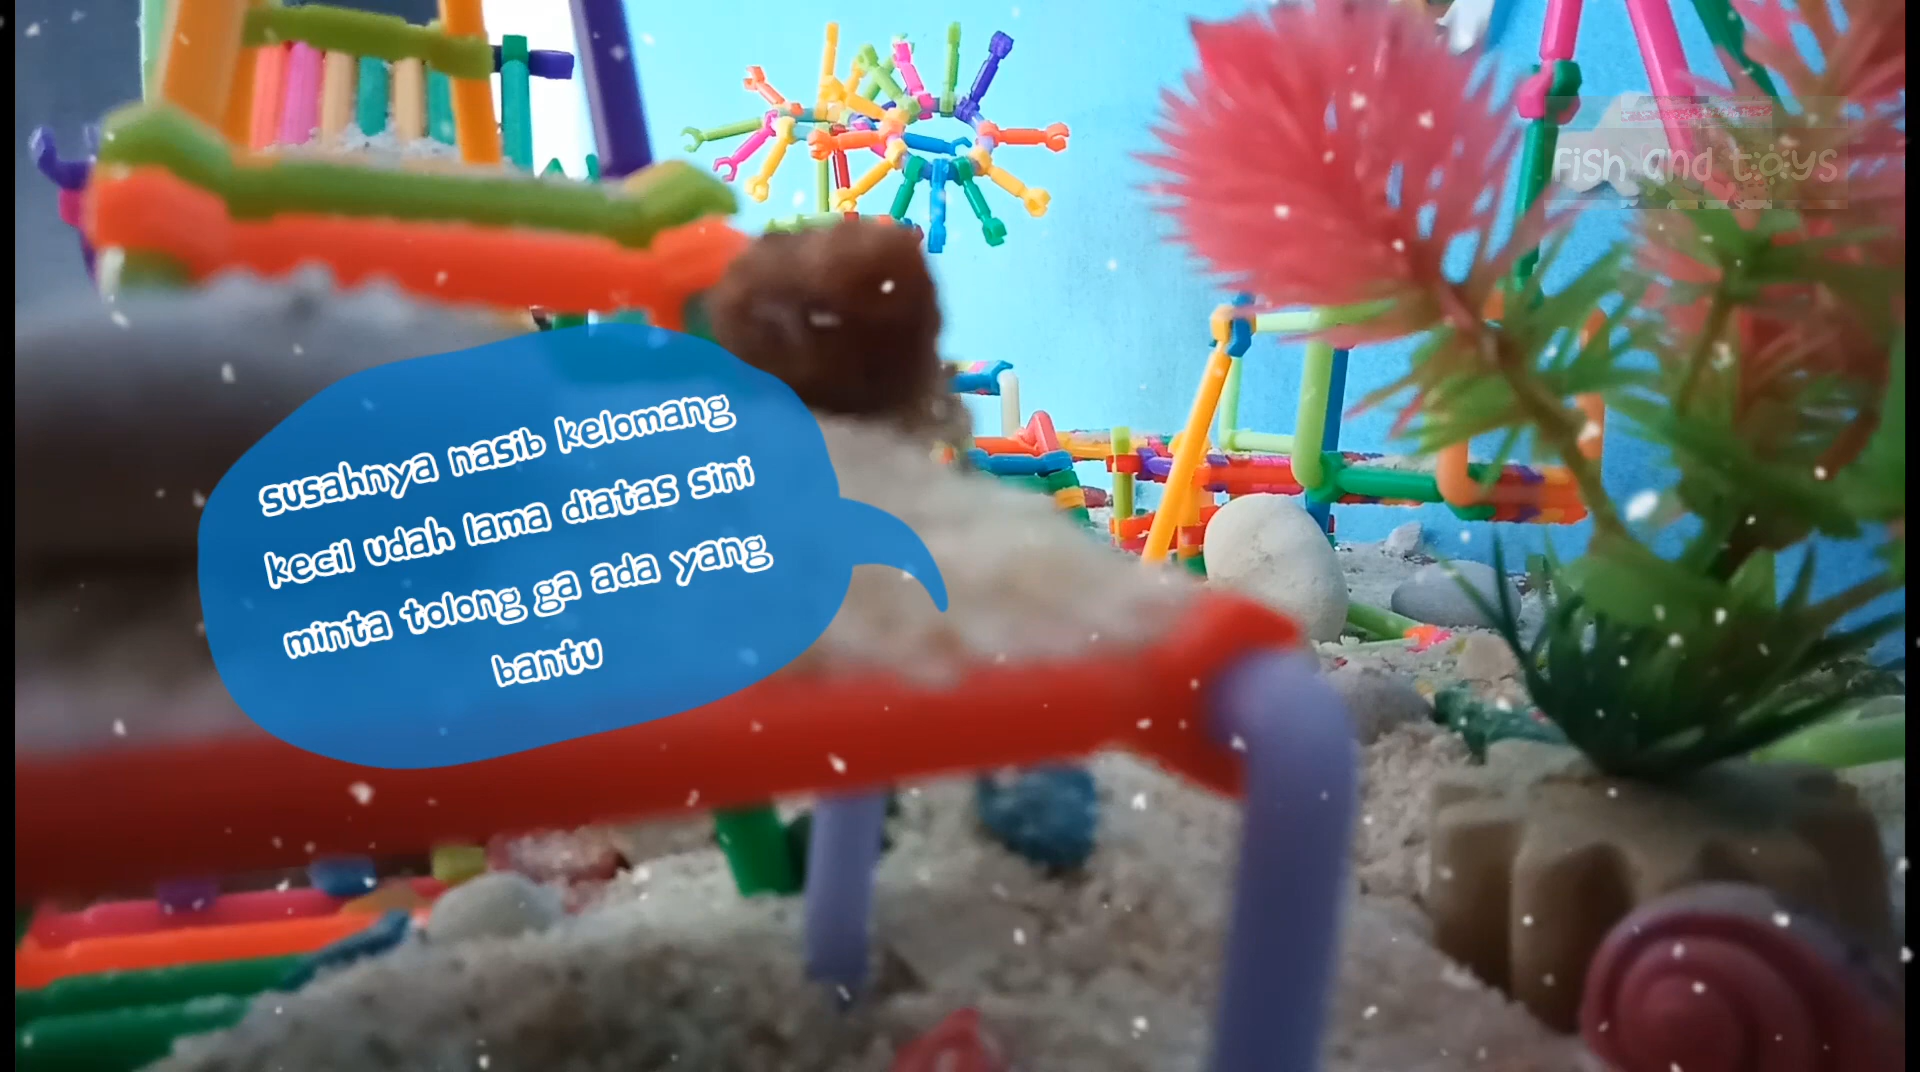 fish and toys
susahnya nasib kelomang
kecil udah lama diatas sini
minta tolong ga ada yang
bantu